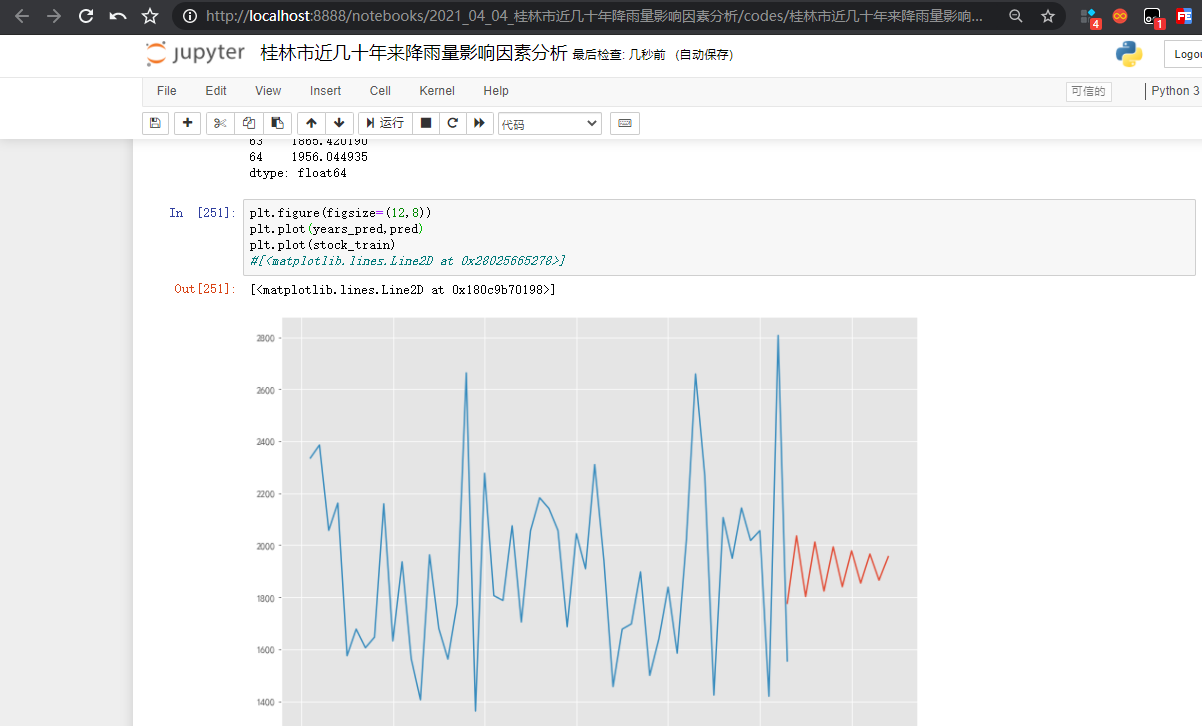 http://localhost:8888/notebooks/2021_04_04_桂林市近几十年降雨量影响因素分析/codes/桂林市近几十年来降雨量影响...
4
1
jupyter 桂林市近几十年来降雨量影响因素分析 最后检查: 几秒前 (自动保存)
Logou
File Edit View Insert Cell Kernel Help 可信的 Python 3
运行 代码
63 1868.420190
64 1956.044935
dtype: float64
In [251]:
plt.figure(figsize=(12,8))
plt.plot(years_pred,pred)
plt.plot(stock_train)
#[<matplotlib.lines.Line2D at 0x28025665278>]
Out[251]: [<matplotlib.lines.Line2D at 0x180c9b70198>]
2800
2600
2400
2200
2000
1800
1600
1400